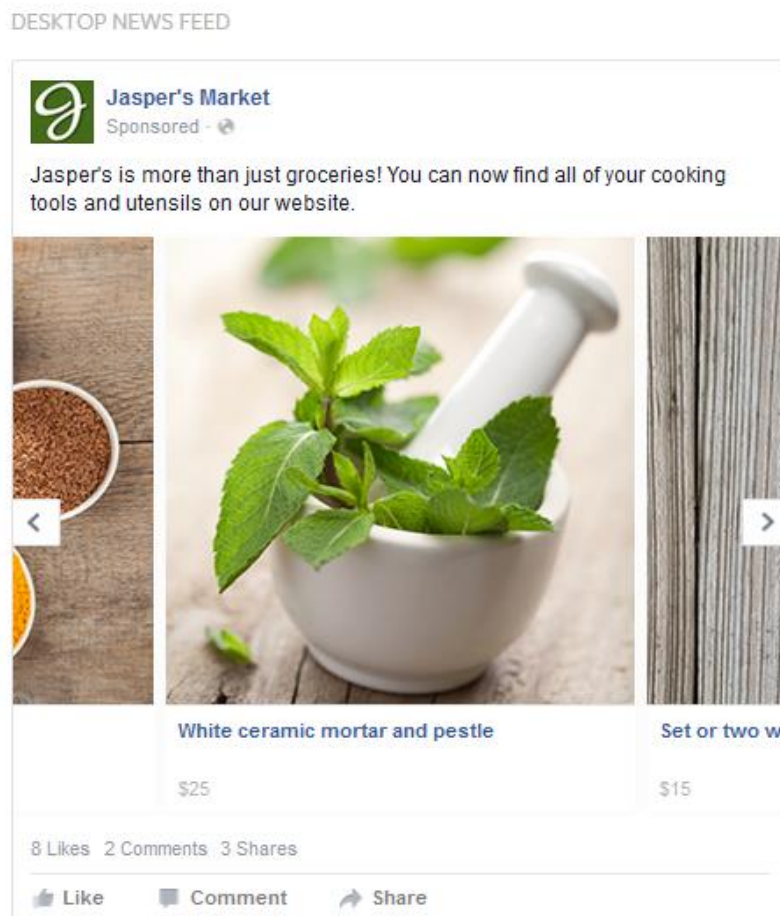 DESKTOP NEWS FEED
Jasper's Market
Sponsored ·
Jasper's is more than just groceries! You can now find all of your cooking
tools and utensils on our website.
White ceramic mortar and pestle
Set or two w
$25
$15
8 Likes 2 Comments 3 Shares
Like Comment Share